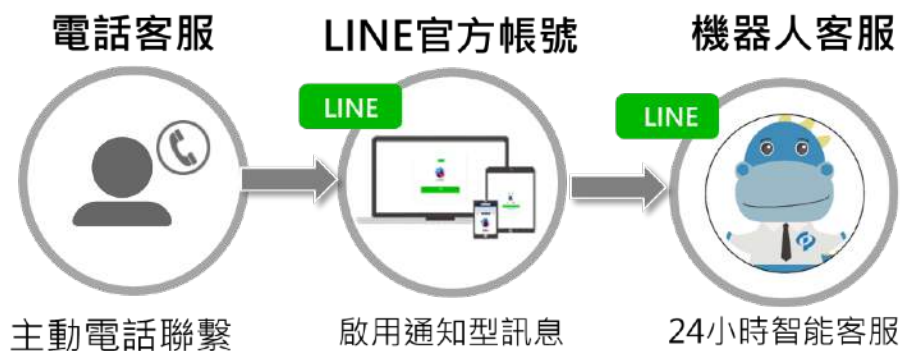 電話客服
LINE官方帳號
機器人客服
LINE
LINE
主動電話聯繫
啟用通知型訊息
24小時智能客服